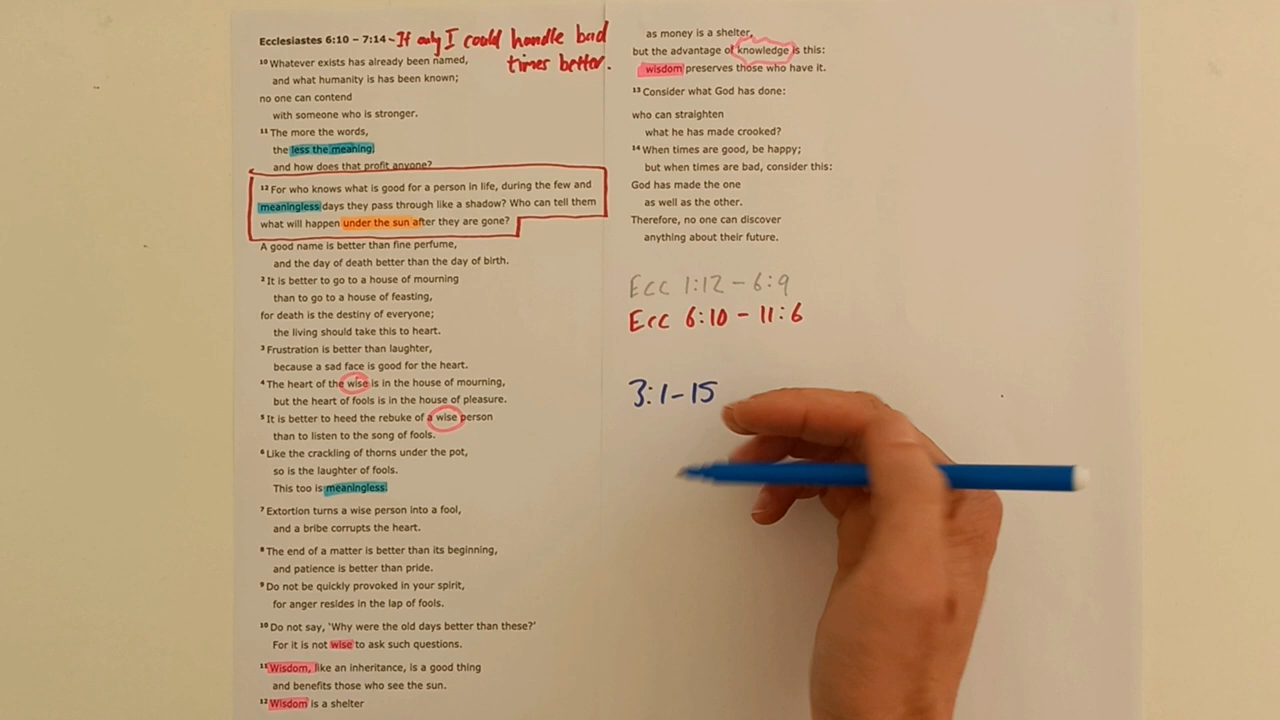 Ecclesiastes 6:10 – 7:14 ~ If only I could handle bad
times better.
10 Whatever exists has already been named,
and what humanity is has been known;
no one can contend
with someone who is stronger.
11 The more the words,
the less the meaning,
and how does that profit anyone?
12 For who knows what is good for a person in life, during the few and
meaningless days they pass through like a shadow? Who can tell them
what will happen under the sun after they are gone?
A good name is better than fine perfume,
and the day of death better than the day of birth.
2 It is better to go to a house of mourning
than to go to a house of feasting,
for death is the destiny of everyone;
the living should take this to heart.
3 Frustration is better than laughter,
because a sad face is good for the heart.
4 The heart of the wise is in the house of mourning,
but the heart of fools is in the house of pleasure.
5 It is better to heed the rebuke of a wise person
than to listen to the song of fools.
6 Like the crackling of thorns under the pot,
so is the laughter of fools.
This too is meaningless.
7 Extortion turns a wise person into a fool,
and a bribe corrupts the heart.
8 The end of a matter is better than its beginning,
and patience is better than pride.
9 Do not be quickly provoked in your spirit,
for anger resides in the lap of fools.
10 Do not say, ‘Why were the old days better than these?’
For it is not wise to ask such questions.
11 Wisdom, like an inheritance, is a good thing
and benefits those who see the sun.
12 Wisdom is a shelter
as money is a shelter,
but the advantage of knowledge is this:
wisdom preserves those who have it.
13 Consider what God has done:
who can straighten
what he has made crooked?
14 When times are good, be happy;
but when times are bad, consider this:
God has made the one
as well as the other.
Therefore, no one can discover
anything about their future.
Ecc 1:12 – 6:9
Ecc 6:10 – 11:6
3:1–15